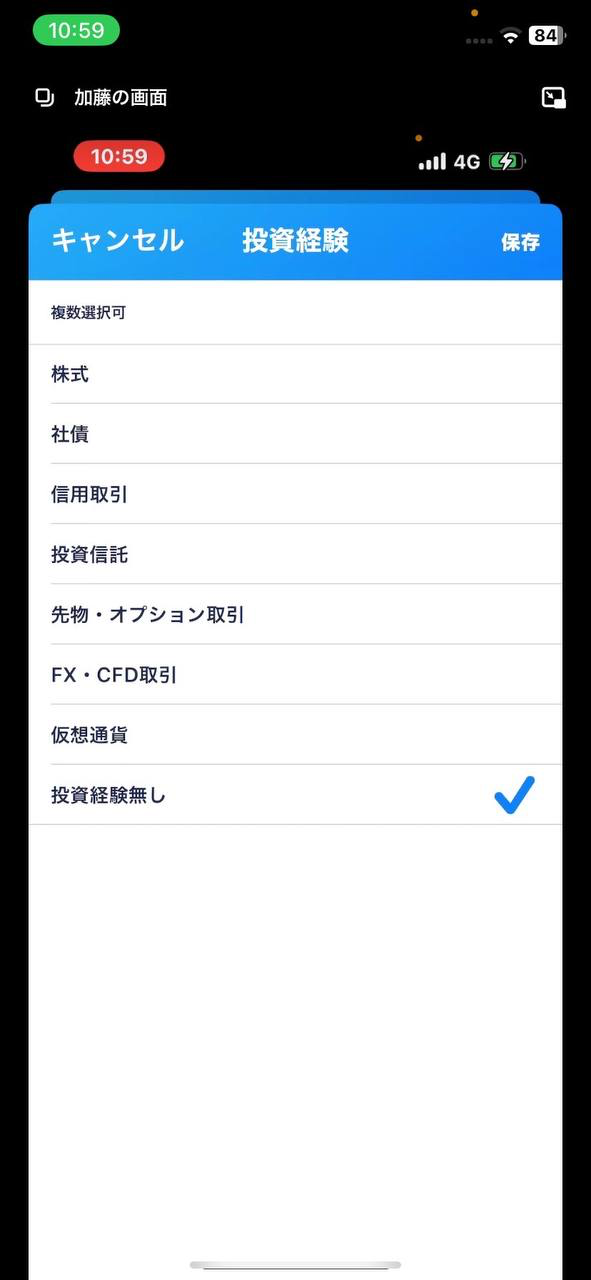 10:59
84
加藤の画面
10:59
4G
キャンセル 投資経験 保存
複数選択可
株式
社債
信用取引
投資信託
先物・オプション取引
FX・CFD取引
仮想通貨
投資経験無し